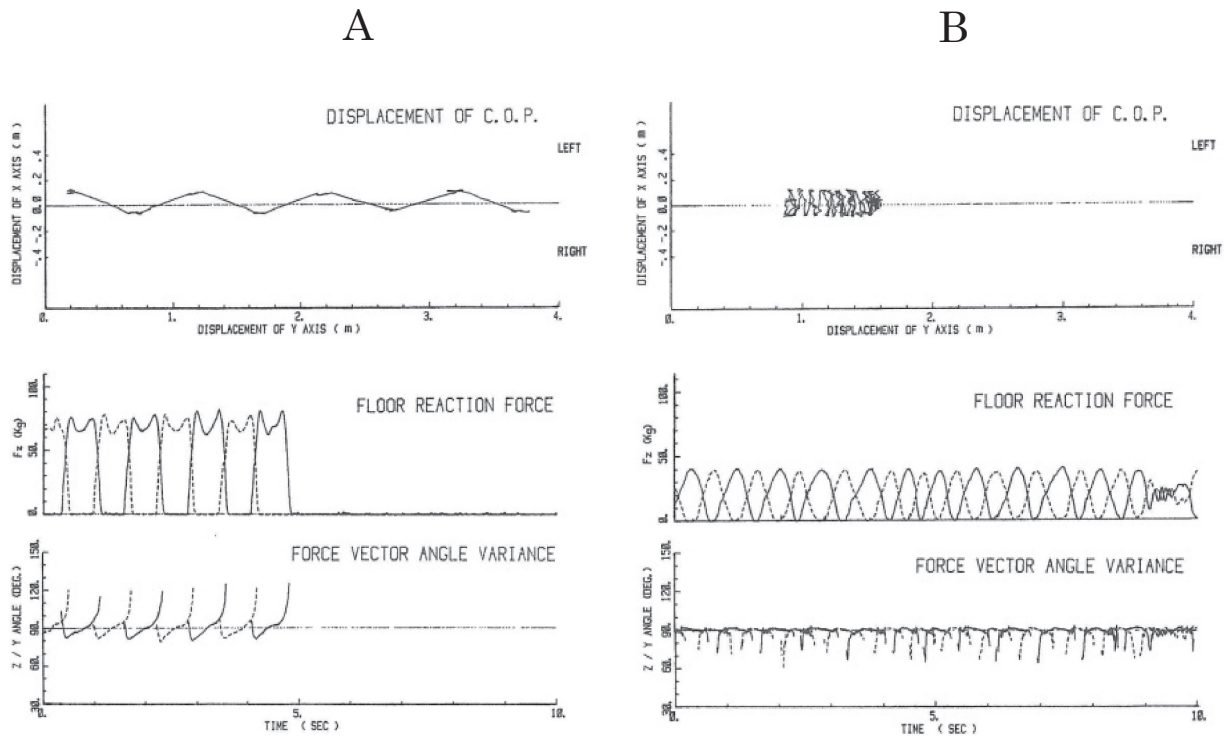 A
DISPLACEMENT OF C.O.P.
DISPLACEMENT OF X AXIS (m)
.4
.2
0.0
-.2
-.4
LEFT
RIGHT
0.
1.
2.
3.
4.
DISPLACEMENT OF Y AXIS (m)
FLOOR REACTION FORCE
Fz (Kg)
100.
50.
0.
FORCE VECTOR ANGLE VARIANCE
Z / Y ANGLE (DEG.)
150.
120.
90.
60.
30.
0.
5.
10.
TIME (SEC)
B
DISPLACEMENT OF C.O.P.
DISPLACEMENT OF X AXIS (m)
.4
.2
0.0
-.2
-.4
LEFT
RIGHT
0.
1.
2.
3.
4.
DISPLACEMENT OF Y AXIS (m)
FLOOR REACTION FORCE
Fz (Kg)
100.
50.
0.
FORCE VECTOR ANGLE VARIANCE
Z / Y ANGLE (DEG.)
150.
120.
90.
60.
30.
0.
5.
10.
TIME (SEC)